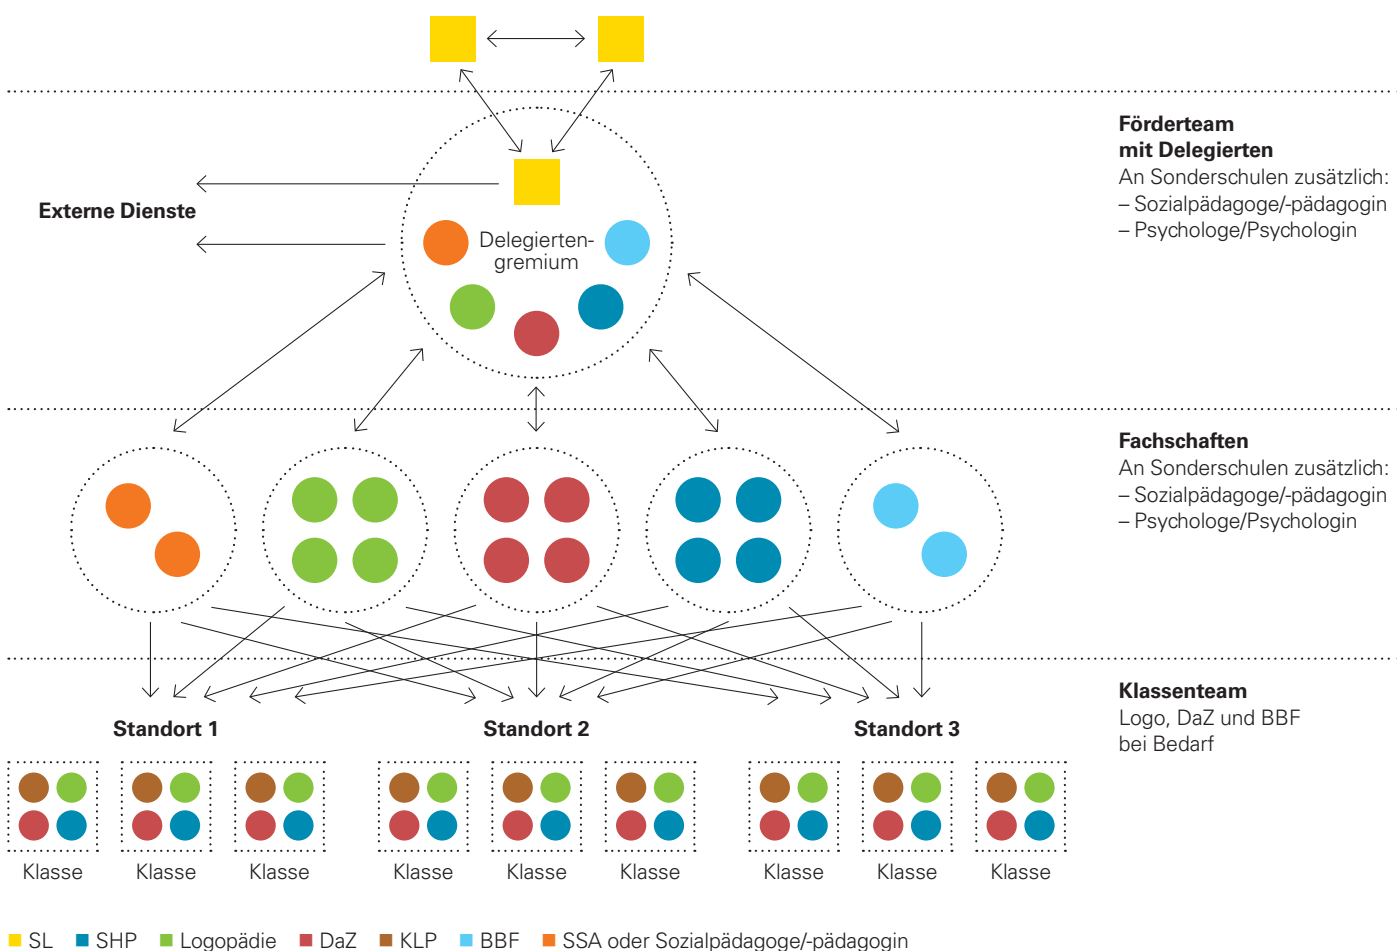 Förderteam
mit Delegierten
An Sonderschulen zusätzlich:
– Sozialpädagoge/-pädagogin
– Psychologe/Psychologin
Externe Dienste
Delegierten-
gremium
Fachschaften
An Sonderschulen zusätzlich:
– Sozialpädagoge/-pädagogin
– Psychologe/Psychologin
Klassenteam
Logo, DaZ und BBF
bei Bedarf
Standort 1
Standort 2
Standort 3
Klasse
Klasse
Klasse
Klasse
Klasse
Klasse
Klasse
Klasse
Klasse
SL SHP Logopädie DaZ KLP BBF SSA oder Sozialpädagoge/-pädagogin